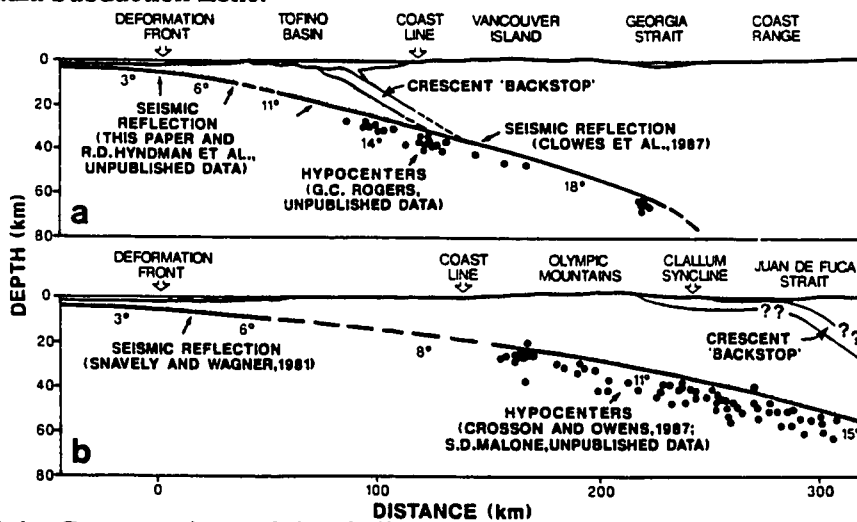 DEFORMATION FRONT
TOFINO BASIN
COAST LINE
VANCOUVER ISLAND
GEORGIA STRAIT
COAST RANGE
0
20
40
60
80
3°
6°
11°
14°
18°
SEISMIC
REFLECTION
(THIS PAPER AND
R.D.HYNDMAN ET AL.,
UNPUBLISHED DATA)
CRESCENT 'BACKSTOP'
SEISMIC REFLECTION
(CLOWES ET AL.,1987)
HYPOCENTERS
(G.C. ROGERS,
UNPUBLISHED DATA)
a
DEPTH (km)
DEFORMATION FRONT
COAST LINE
OLYMPIC MOUNTAINS
CLALLUM SYNCLINE
JUAN DE FUCA STRAIT
0
20
40
60
80
3°
6°
8°
11°
15°
SEISMIC REFLECTION
(SNAVELY AND WAGNER,1981)
??
??
CRESCENT
'BACKSTOP'
HYPOCENTERS
(CROSSON AND OWENS,1987;
S.D.MALONE,UNPUBLISHED DATA)
b
0
100
200
300
DISTANCE (km)